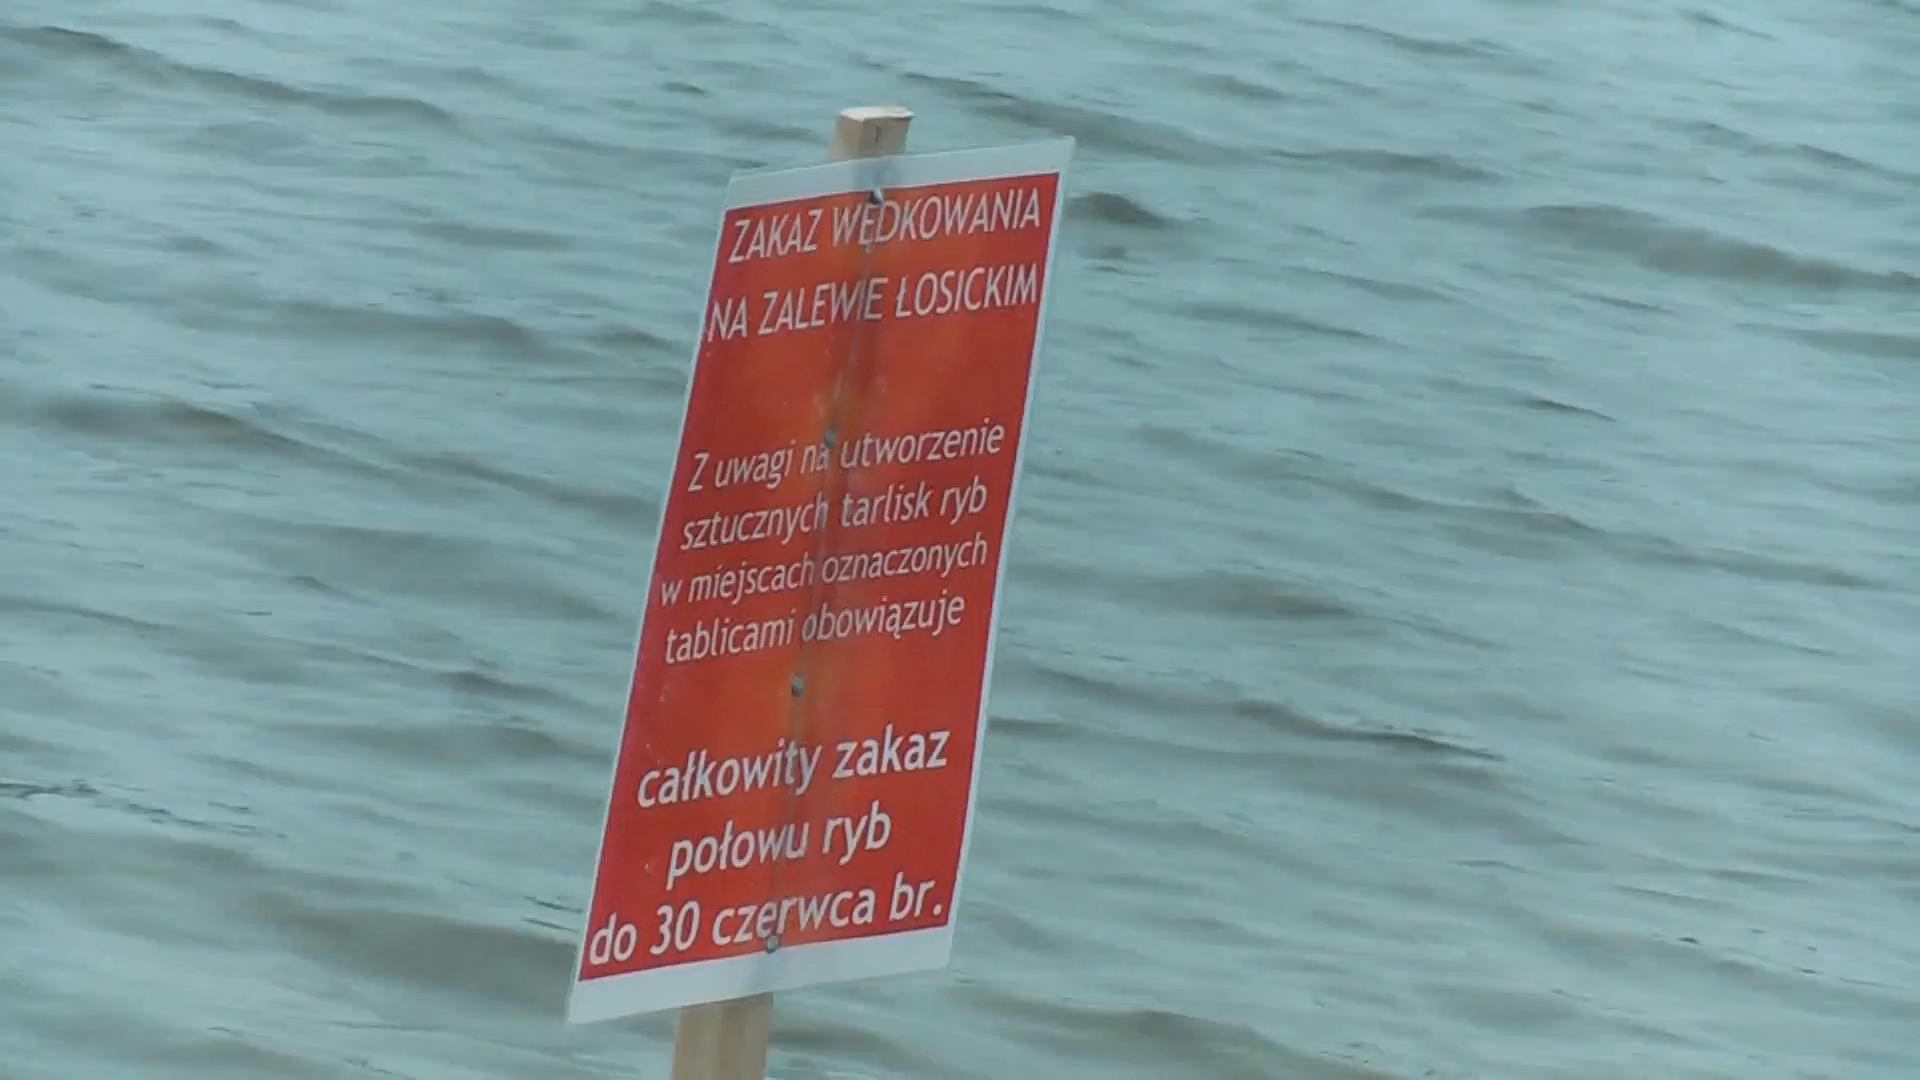 ZAKAZ WĘDKOWANIA
NA ZALEWIE ŁOSICKIM
Z uwagi na utworzenie
sztucznych tarlisk ryb
w miejscach oznaczonych
tablicami obowiązuje
całkowity zakaz
połowu ryb
do 30 czerwca br.